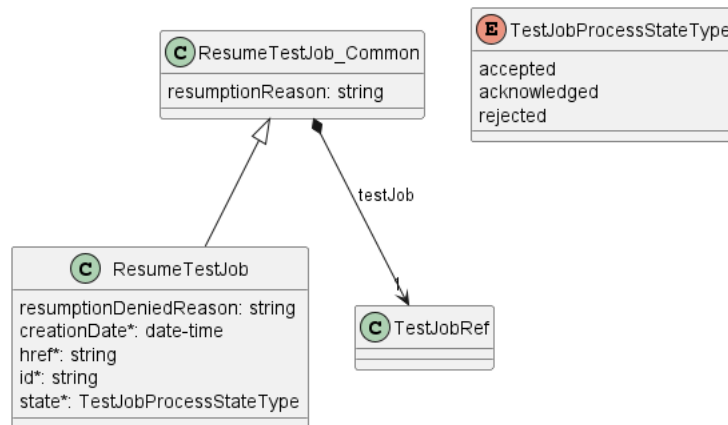 C ResumeTestJob_Common
resumptionReason: string
E TestJobProcessStateType
accepted
acknowledged
rejected
testJob
1
C ResumeTestJob
resumptionDeniedReason: string
creationDate*: date-time
href*: string
id*: string
state*: TestJobProcessStateType
C TestJobRef